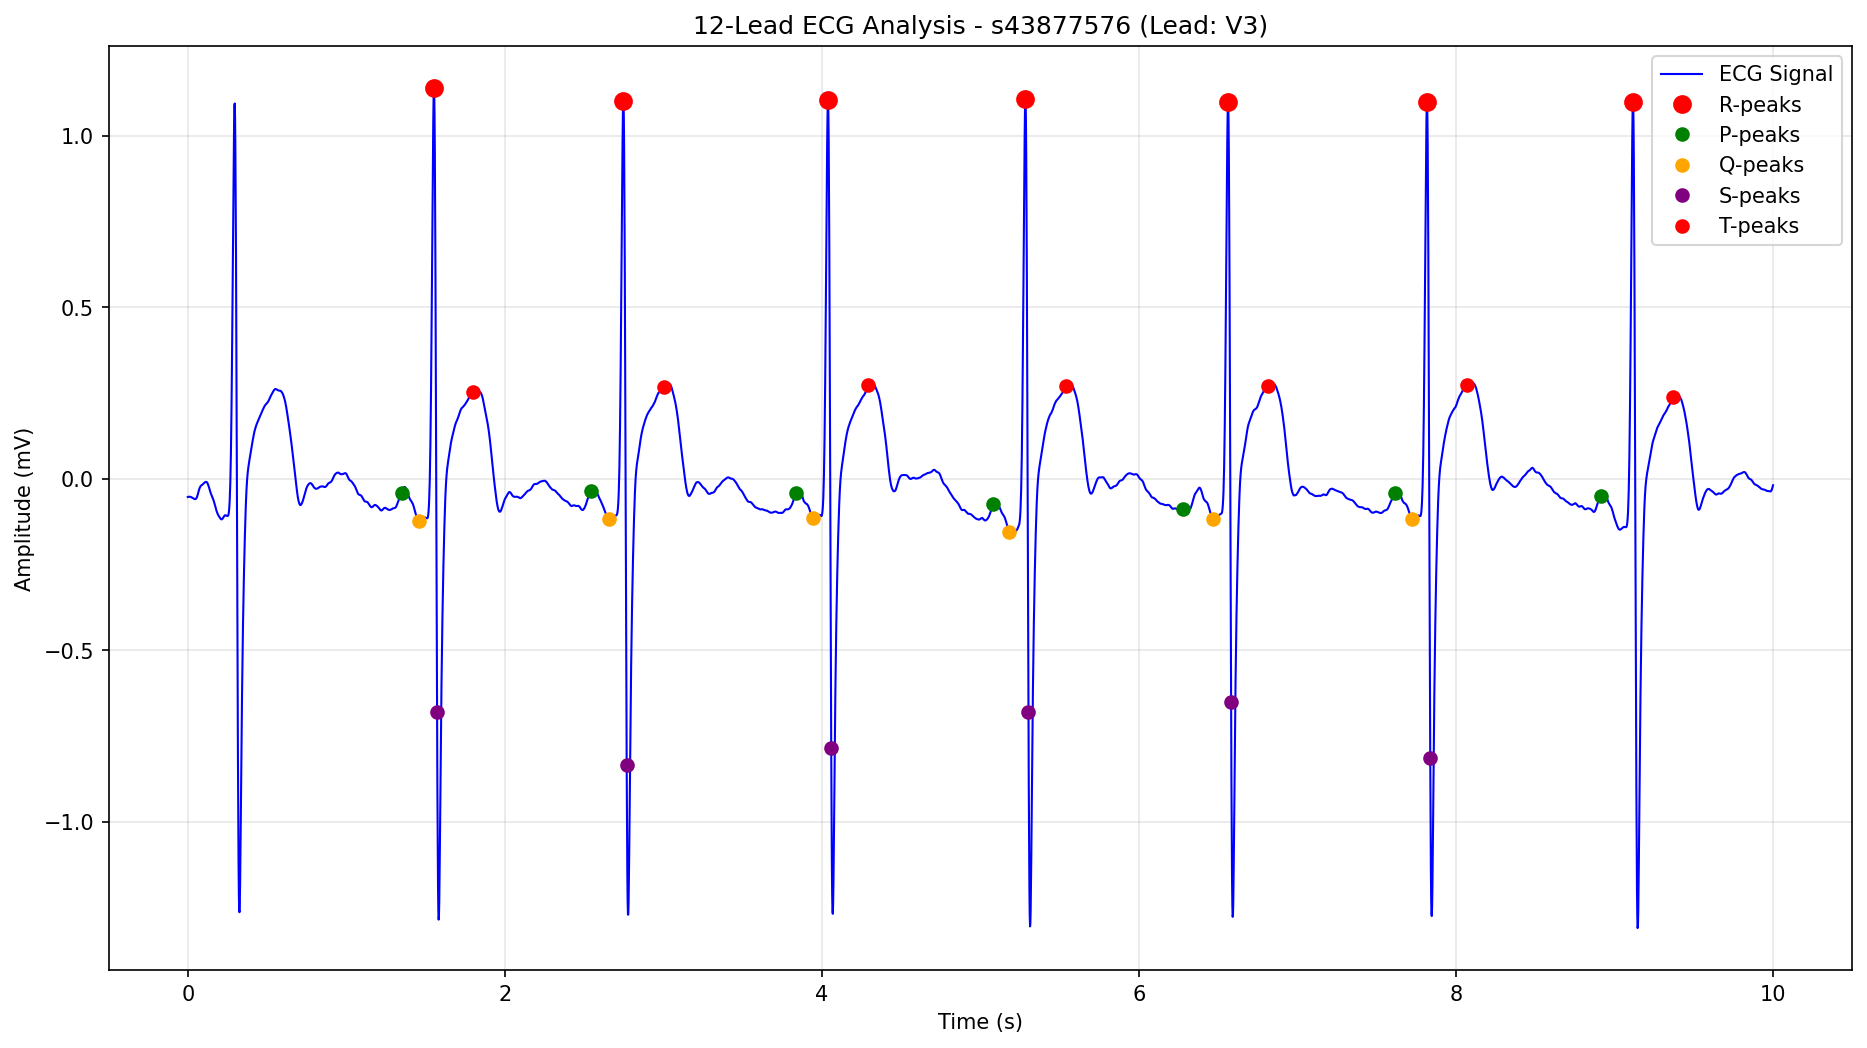 12-Lead ECG Analysis - s43877576 (Lead: V3)
ECG Signal
R-peaks
P-peaks
Q-peaks
S-peaks
T-peaks
Amplitude (mV)
1.0
0.5
0.0
−0.5
−1.0
0 2 4 6 8 10
Time (s)